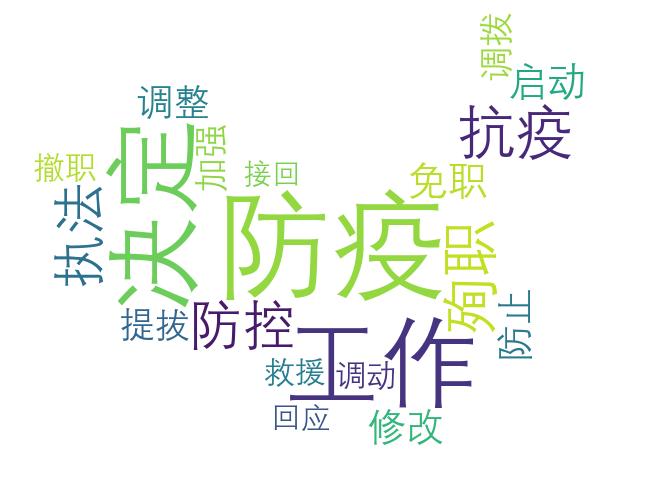 调拨
启动
调整
抗疫
加强
决定
撤职
接回
免职
执法
防疫
殉职
防止
提拔
防控
工作
救援
调动
回应
修改